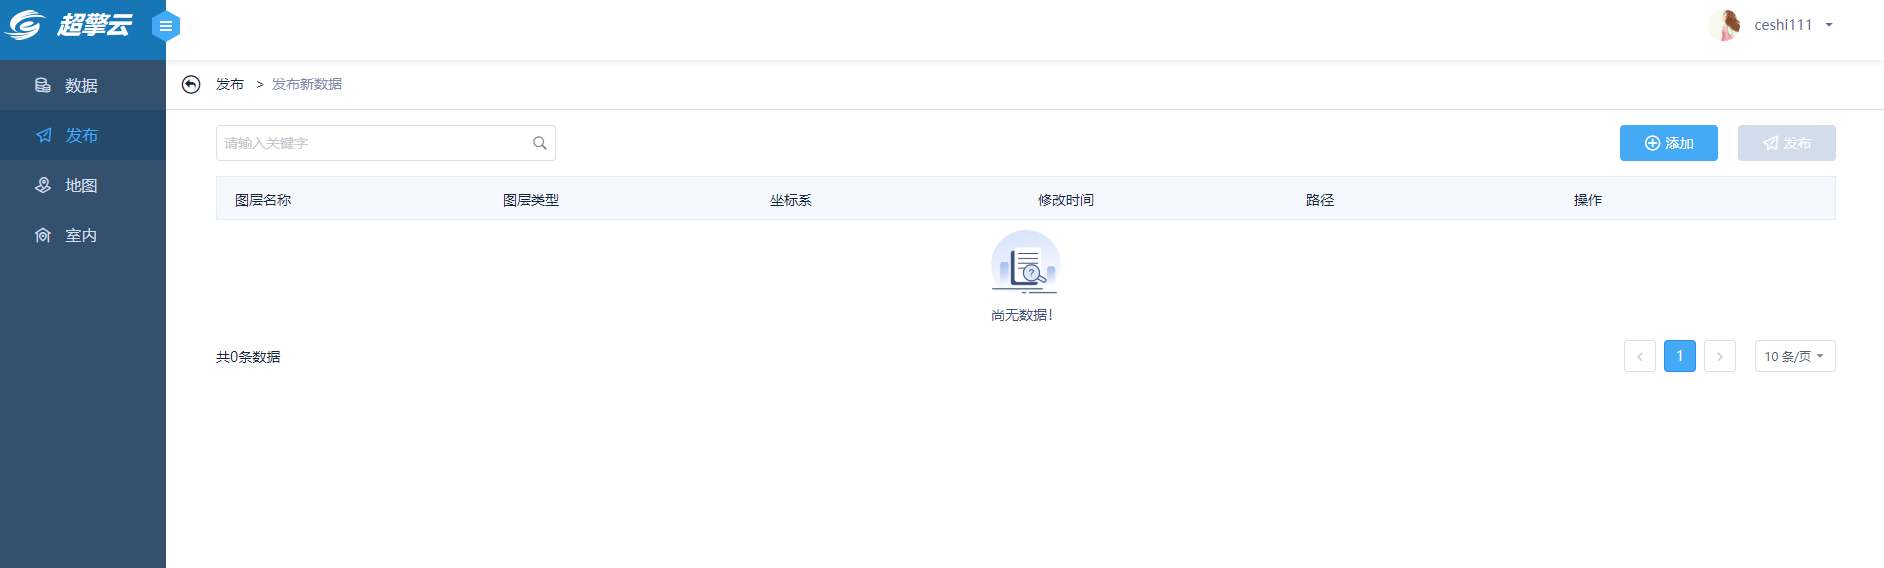 超擎云
ceshi111
数据
发布
地图
室内
发布 > 发布新数据
请输入关键字
添加
发布
图层名称 图层类型 坐标系 修改时间 路径 操作
?
尚无数据!
共0条数据
< 1 > 10 条/页